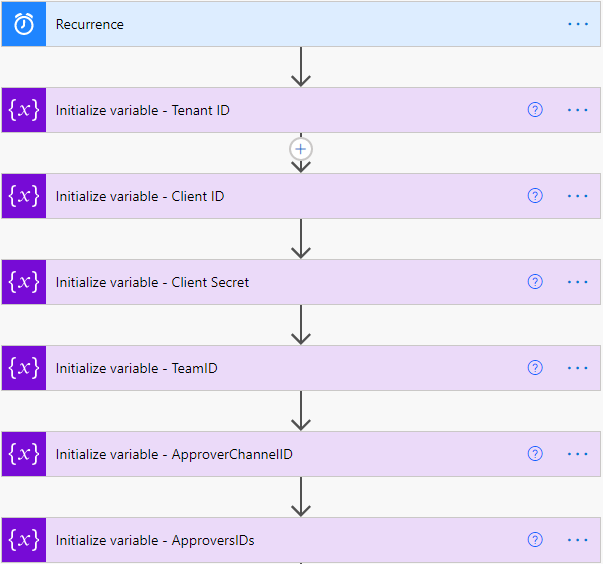 Recurrence
Initialize variable - Tenant ID
Initialize variable - Client ID
Initialize variable - Client Secret
Initialize variable - TeamID
Initialize variable - ApproverChannelID
Initialize variable - ApproversIDs